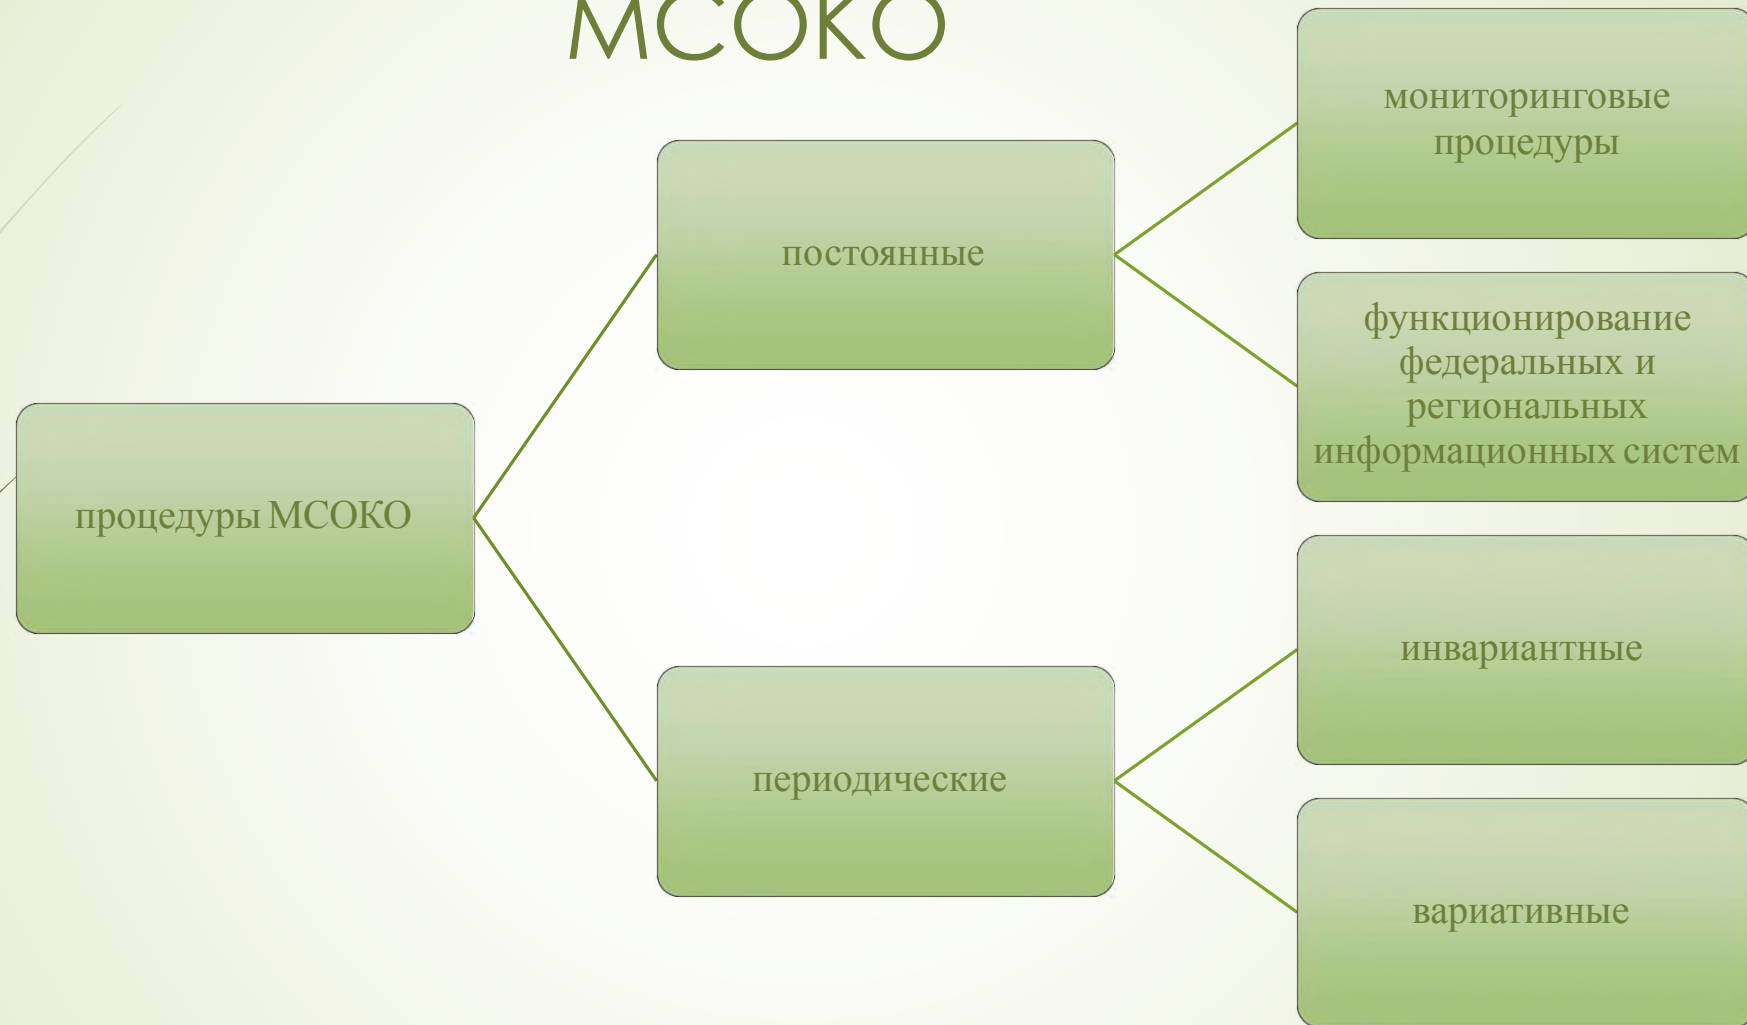 МСОКО
процедуры МСОКО
постоянные
мониторинговые
процедуры
функционирование
федеральных и
региональных
информационных систем
периодические
инвариантные
вариативные